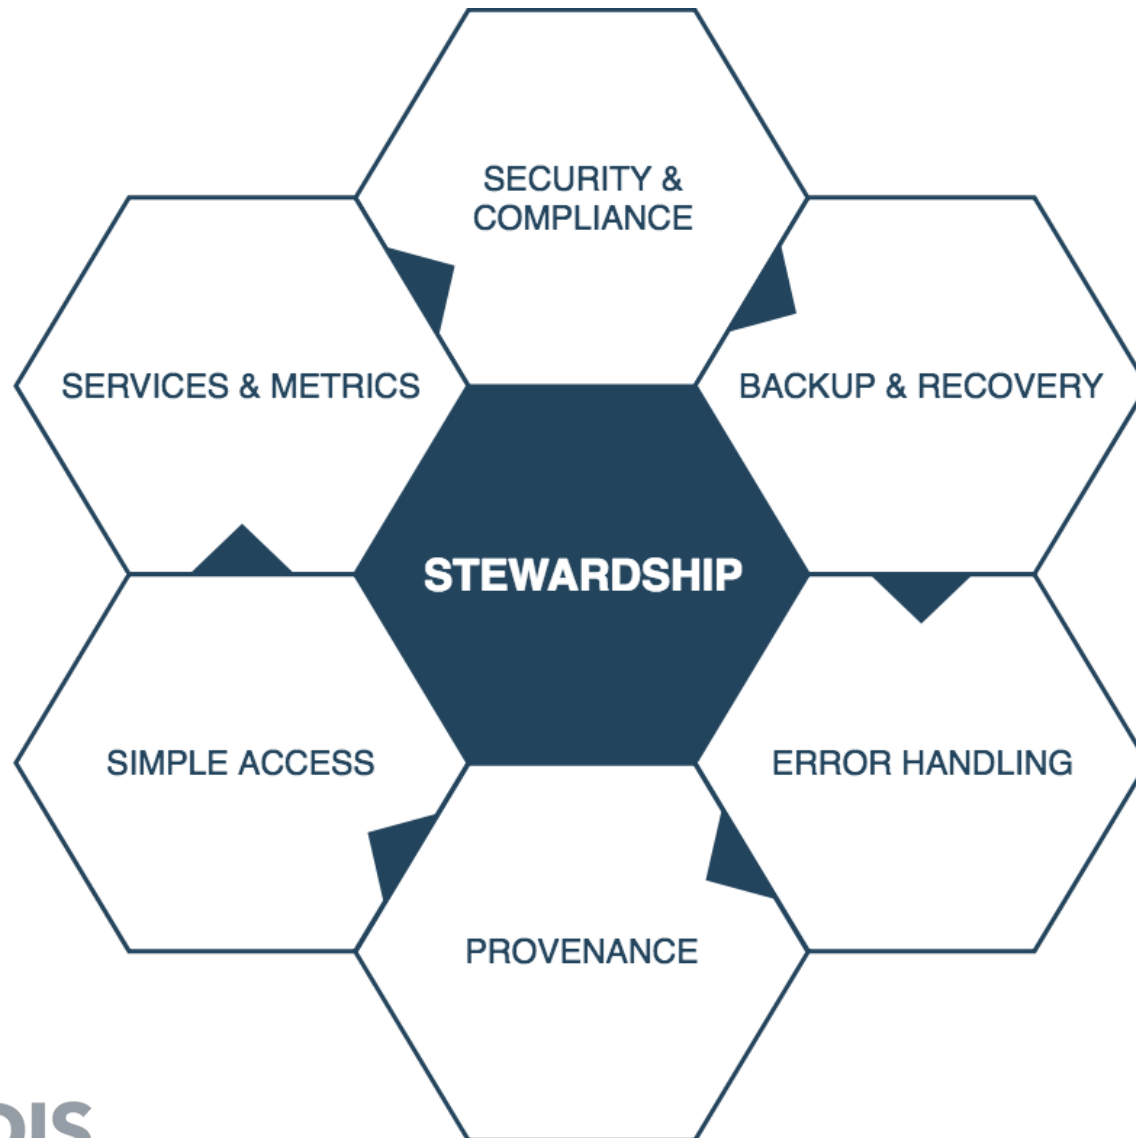 SECURITY &
COMPLIANCE
SERVICES & METRICS
BACKUP & RECOVERY
STEWARDSHIP
SIMPLE ACCESS
ERROR HANDLING
PROVENANCE